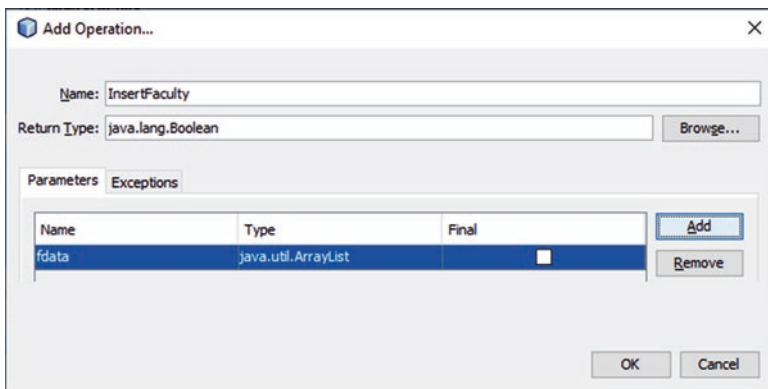 Add Operation...
Name: InsertFaculty
Return Type: java.lang.Boolean Browse...
Parameters Exceptions
Name Type Final Add
fdata java.util.ArrayList Remove
OK Cancel